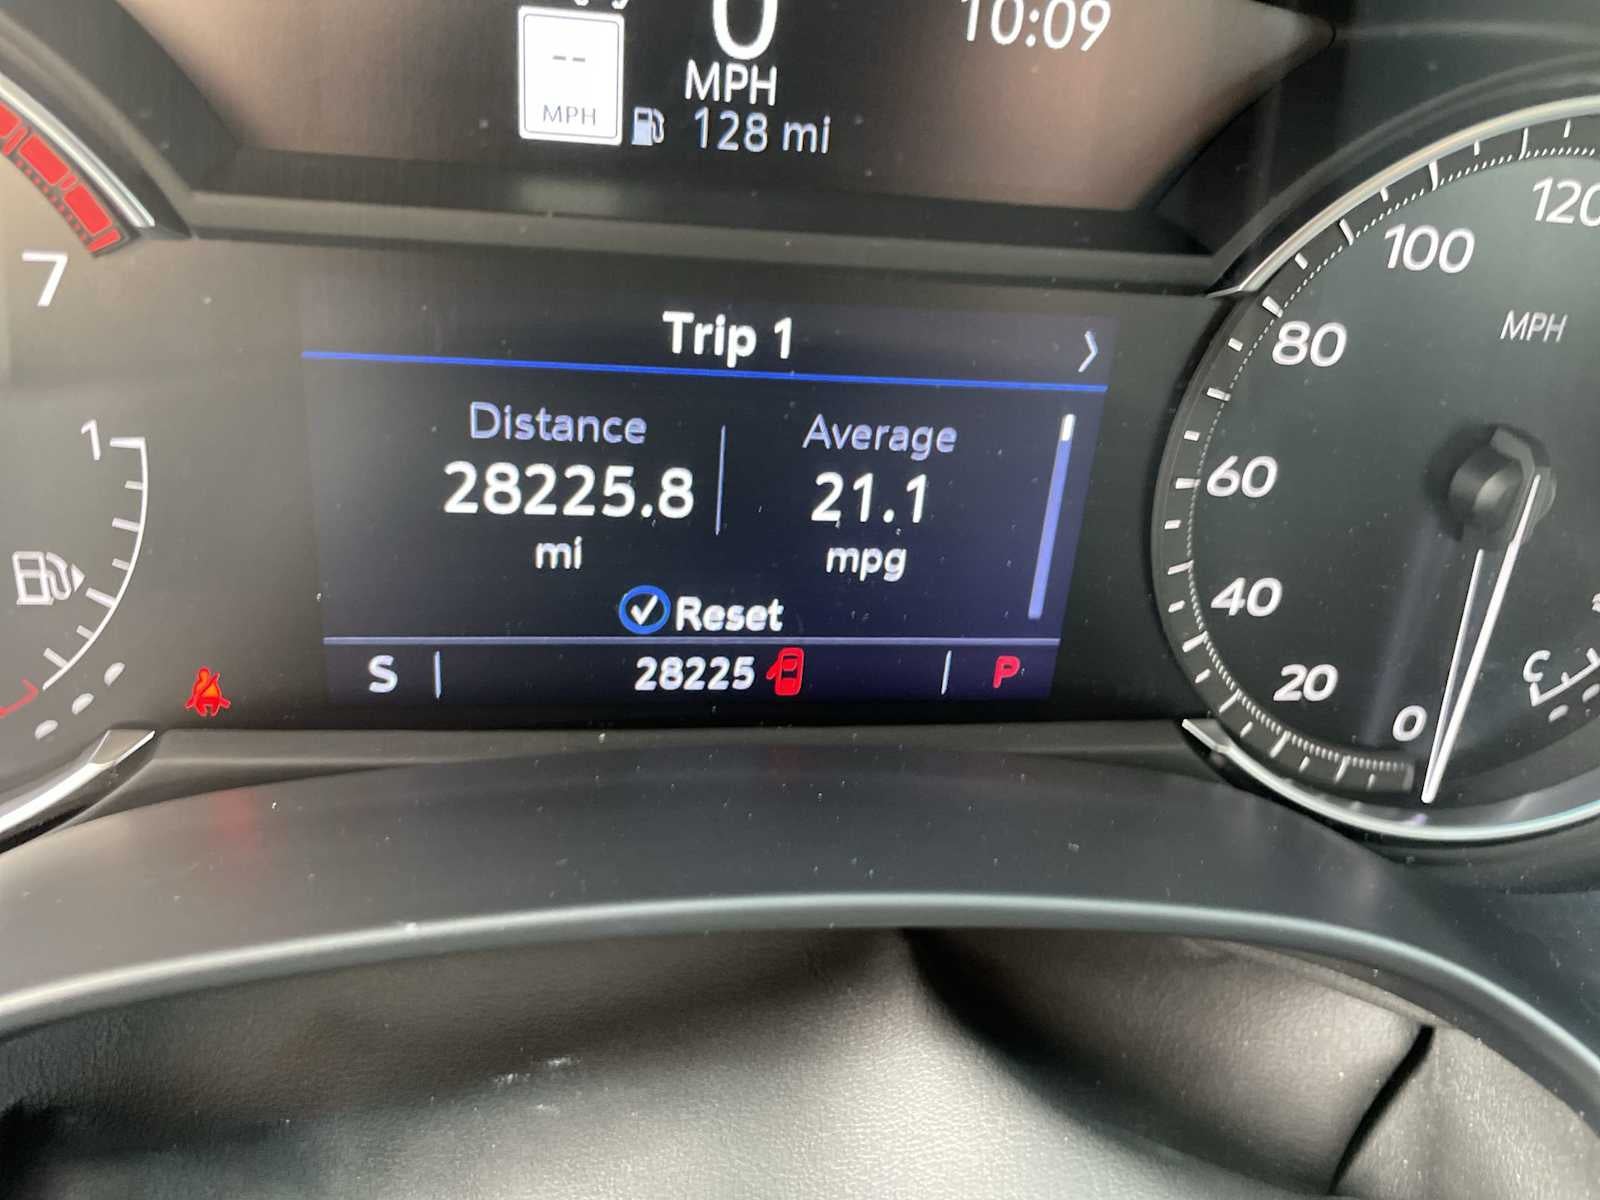 0
10:09
--
MPH
MPH
128 mi
7
Trip 1
Distance
Average
28225.8
21.1
mi
mpg
Reset
S
28225
P
1
120
100
MPH
80
60
40
20
0
C